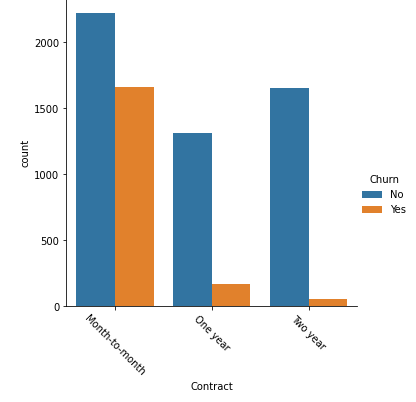 2000
1500
1000
500
0
count
Month-to-month
One year
Two year
Contract
Churn
No
Yes